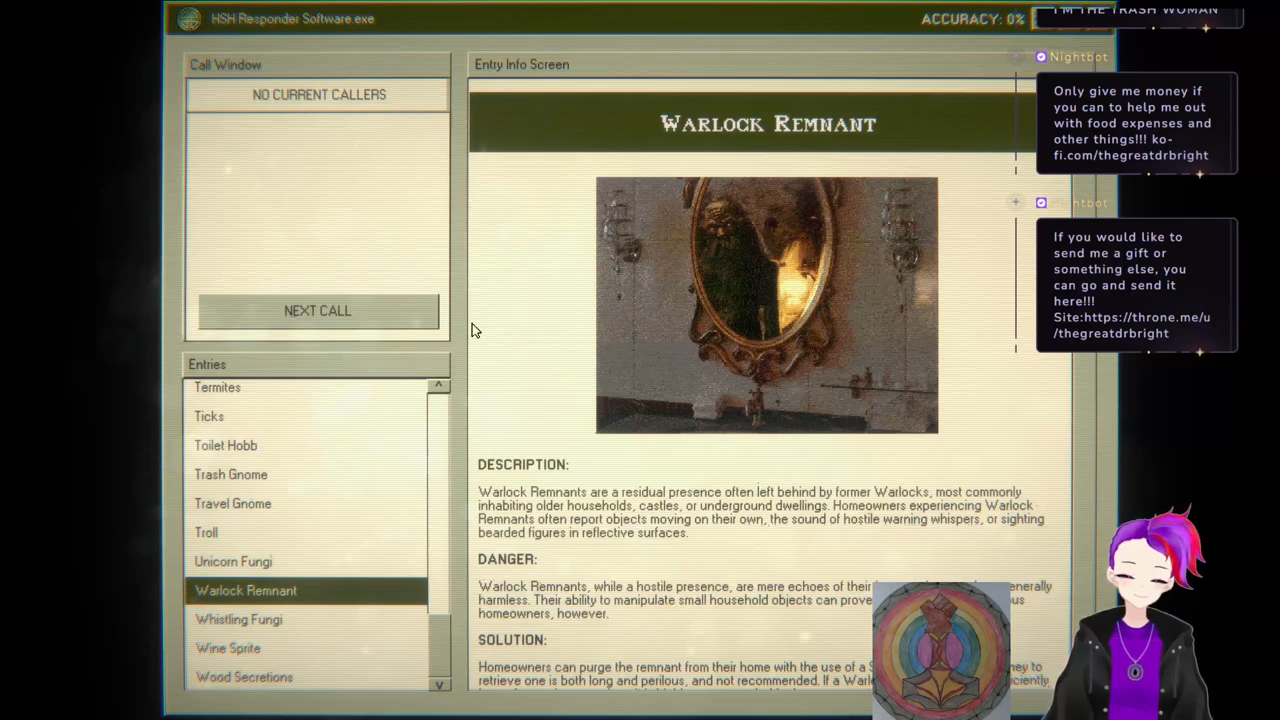 HSH Responder Software.exe
ACCURACY: 0%
Call Window
NO CURRENT CALLERS
NEXT CALL
Entries
Termites
Ticks
Toilet Hobb
Trash Gnome
Travel Gnome
Troll
Unicorn Fungi
Warlock Remnant
Whistling Fungi
Wine Sprite
Wood Secretions
Entry Info Screen
Warlock Remnant
DESCRIPTION:
Warlock Remnants are a residual presence often left behind by former Warlocks, most commonly
inhabiting older households, castles, or underground dwellings. Homeowners experiencing Warlock
Remnants often report objects moving on their own, the sound of hostile warning whispers, or sighting
bearded figures in reflective surfaces.
DANGER:
Warlock Remnants, while a hostile presence, are mere echoes of their generally
harmless. Their ability to manipulate small household objects can prove
homeowners, however.
SOLUTION:
Homeowners can purge the remnant from their home with the use of a to
retrieve one is both long and perilous, and not recommended. If a
I'M THE TRASH WOMAN
Nightbot
Only give me money if
you can to help me out
with food expenses and
other things!!! ko-
fi.com/thegreatdrbright
Nightbot
If you would like to
send me a gift or
something else, you
can go and send it
here!!!
Site:https://throne.me/u
/thegreatdrbright